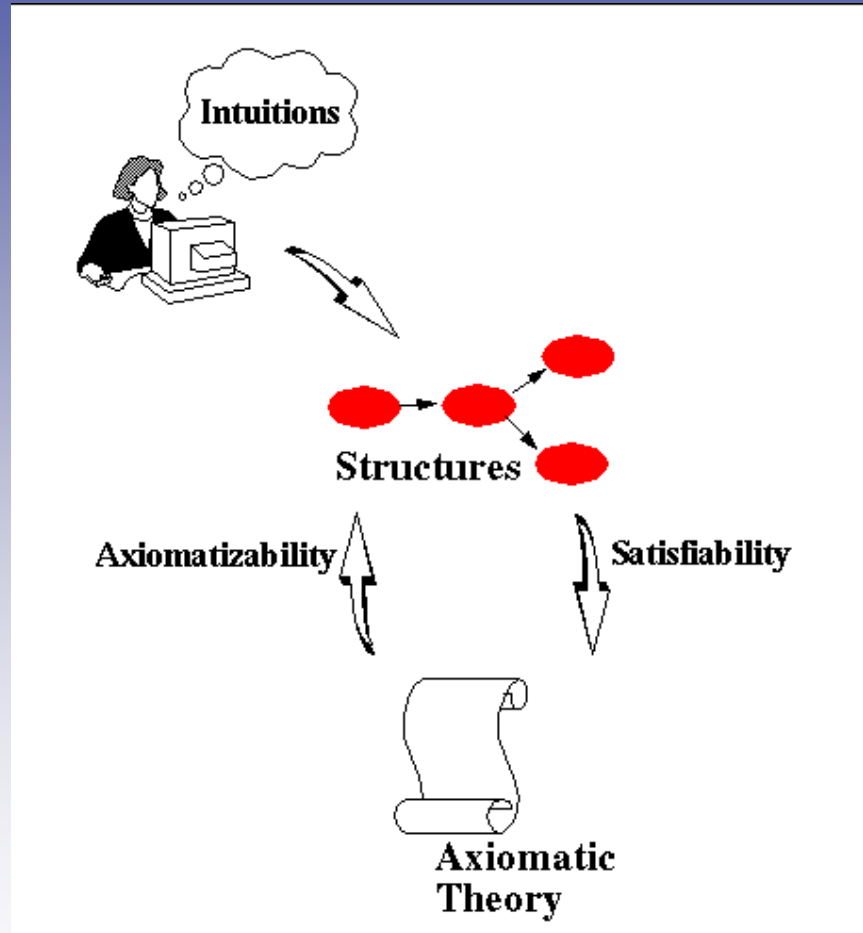 Intuitions
Structures
Axiomatizability
Satisfiability
Axiomatic
Theory